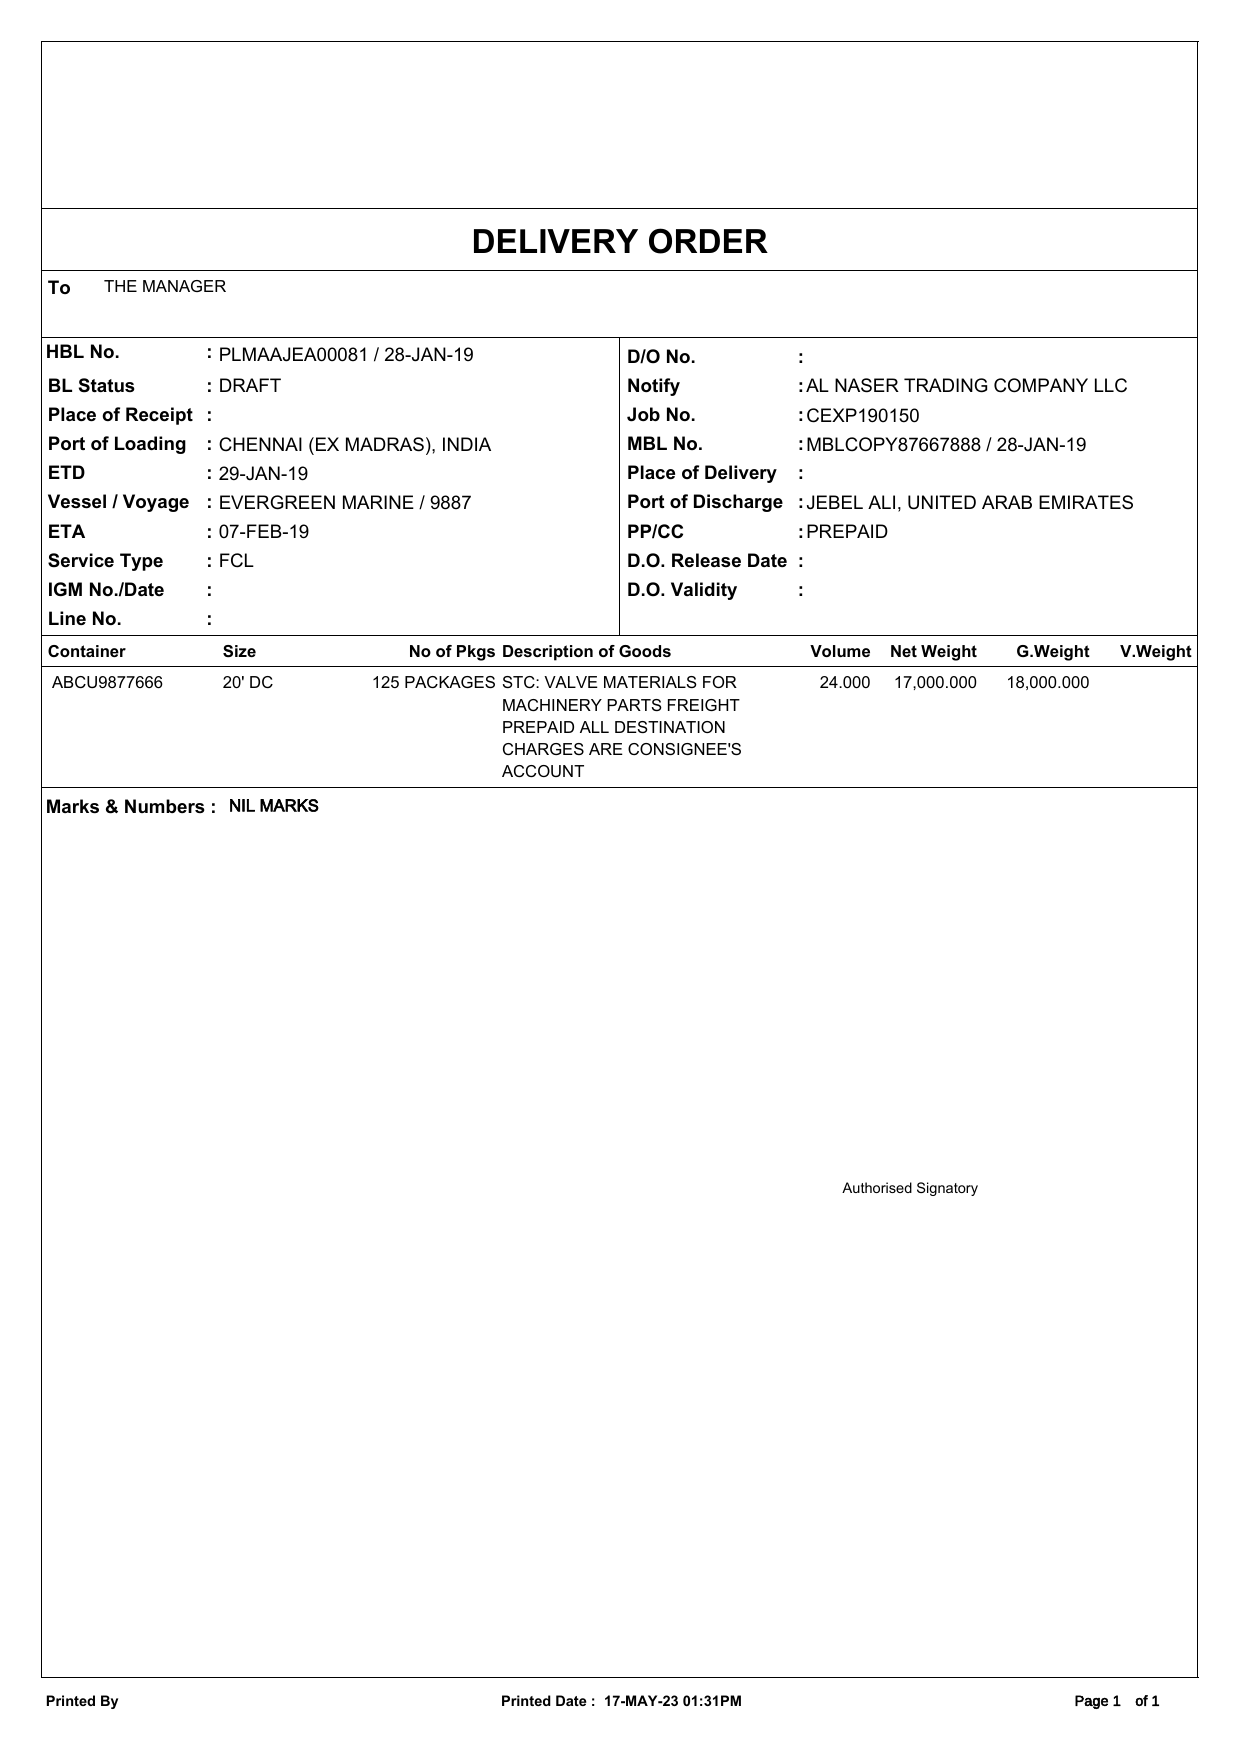 DELIVERY ORDER
To THE MANAGER
HBL No. : PLMAAJEA00081 / 28-JAN-19
BL Status : DRAFT
Place of Receipt :
Port of Loading : CHENNAI (EX MADRAS), INDIA
ETD : 29-JAN-19
Vessel / Voyage : EVERGREEN MARINE / 9887
ETA : 07-FEB-19
Service Type : FCL
IGM No./Date :
Line No. :
D/O No. :
Notify : AL NASER TRADING COMPANY LLC
Job No. : CEXP190150
MBL No. : MBLCOPY87667888 / 28-JAN-19
Place of Delivery :
Port of Discharge : JEBEL ALI, UNITED ARAB EMIRATES
PP/CC : PREPAID
D.O. Release Date :
D.O. Validity :
Container Size No of Pkgs Description of Goods Volume Net Weight G.Weight V.Weight
ABCU9877666 20' DC 125 PACKAGES STC: VALVE MATERIALS FOR 24.000 17,000.000 18,000.000
MACHINERY PARTS FREIGHT
PREPAID ALL DESTINATION
CHARGES ARE CONSIGNEE'S
ACCOUNT
Marks & Numbers : NIL MARKS
Authorised Signatory
Printed By Printed Date : 17-MAY-23 01:31PM Page 1 of 1